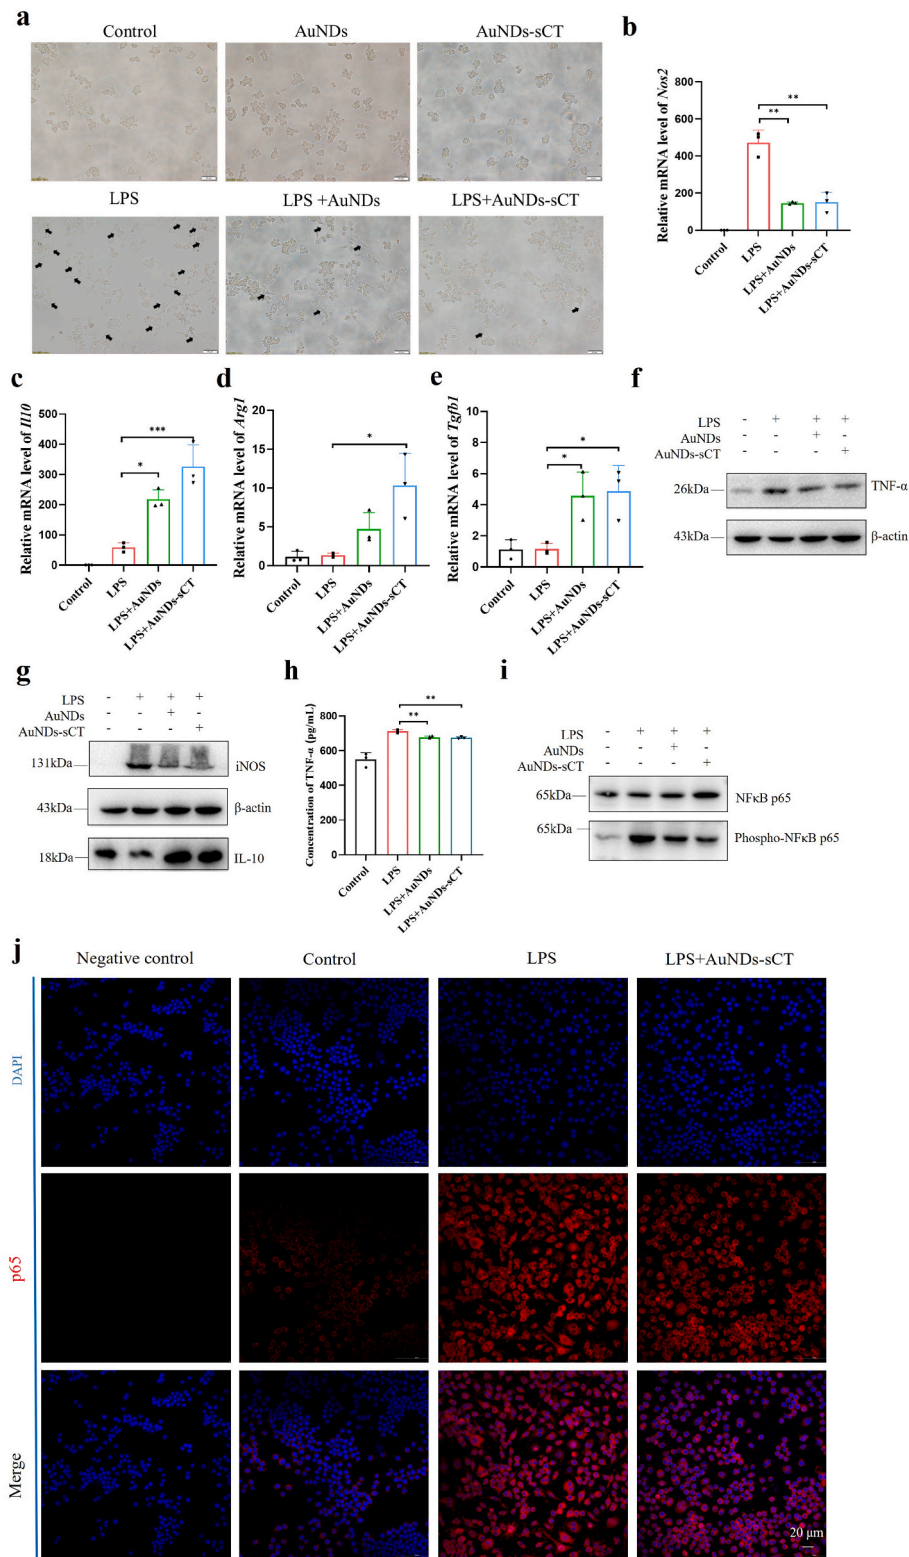 a
Control
AuNDs
AuNDs-sCT
LPS
LPS +AuNDs
LPS+AuNDs-sCT
b
Relative mRNA level of Nos2
800
600
400
200
0
**
**
Control
LPS
LPS+AuNDs
LPS+AuNDs-sCT
c
Relative mRNA level of Il10
500
400
300
200
100
0
***
*
Control
LPS
LPS+AuNDs
LPS+AuNDs-sCT
d
Relative mRNA level of Arg1
20
15
10
5
0
*
Control
LPS
LPS+AuNDs
LPS+AuNDs-sCT
e
Relative mRNA level of Tgfb1
8
6
4
2
0
*
*
Control
LPS
LPS+AuNDs
LPS+AuNDs-sCT
f
LPS - + + +
AuNDs - - + -
AuNDs-sCT - - - +
26kDa TNF-α
43kDa β-actin
g
LPS - + + +
AuNDs - - + -
AuNDs-sCT - - - +
131kDa iNOS
43kDa β-actin
18kDa IL-10
h
Concentration of TNF-α (pg/mL)
800
600
400
200
0
**
**
Control
LPS
LPS+AuNDs
LPS+AuNDs-sCT
i
LPS - + + +
AuNDs - - + -
AuNDs-sCT - - - +
65kDa NFκB p65
65kDa Phospho-NFκB p65
j
Negative control
Control
LPS
LPS+AuNDs-sCT
DAPI
p65
Merge
20 μm